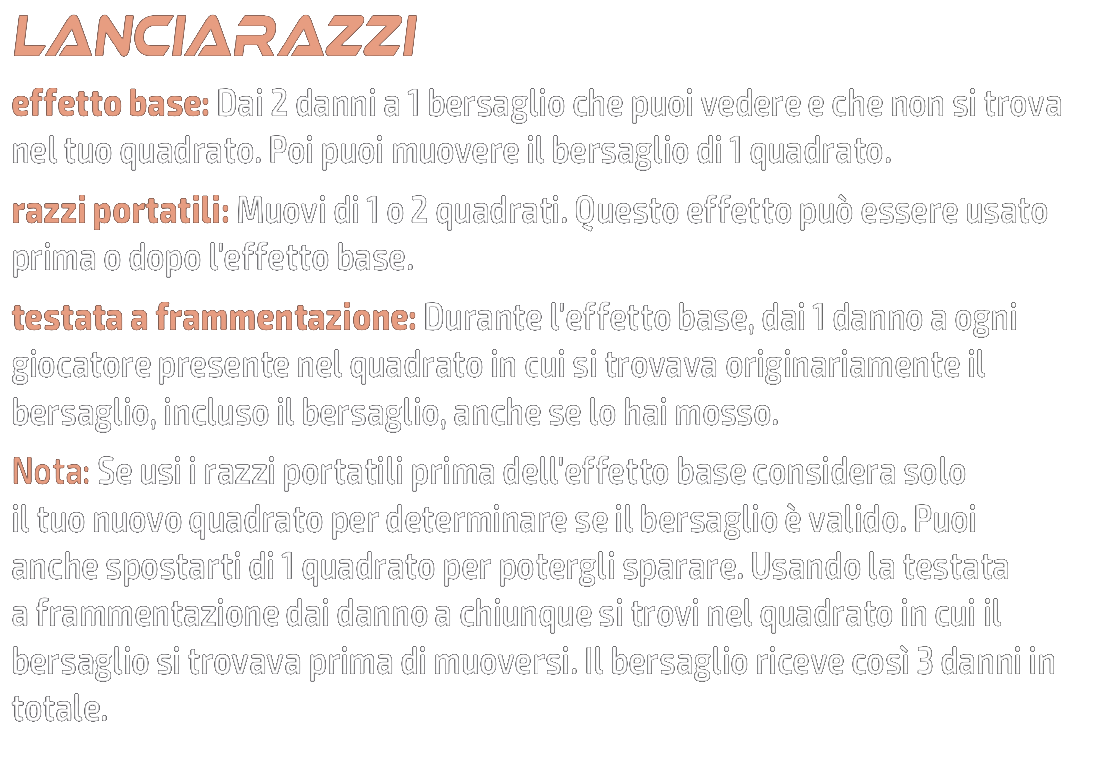 LANCIARAZZI
effetto base: Dai 2 danni a 1 bersaglio che puoi vedere e che non si trova
nel tuo quadrato. Poi puoi muovere il bersaglio di 1 quadrato.
razzi portatili: Muovi di 1 o 2 quadrati. Questo effetto può essere usato
prima o dopo l'effetto base.
testata a frammentazione: Durante l'effetto base, dai 1 danno a ogni
giocatore presente nel quadrato in cui si trovava originariamente il
bersaglio, incluso il bersaglio, anche se lo hai mosso.
Nota: Se usi i razzi portatili prima dell'effetto base considera solo
il tuo nuovo quadrato per determinare se il bersaglio è valido. Puoi
anche spostarti di 1 quadrato per potergli sparare. Usando la testata
a frammentazione dai danno a chiunque si trovi nel quadrato in cui il
bersaglio si trovava prima di muoversi. Il bersaglio riceve così 3 danni in
totale.